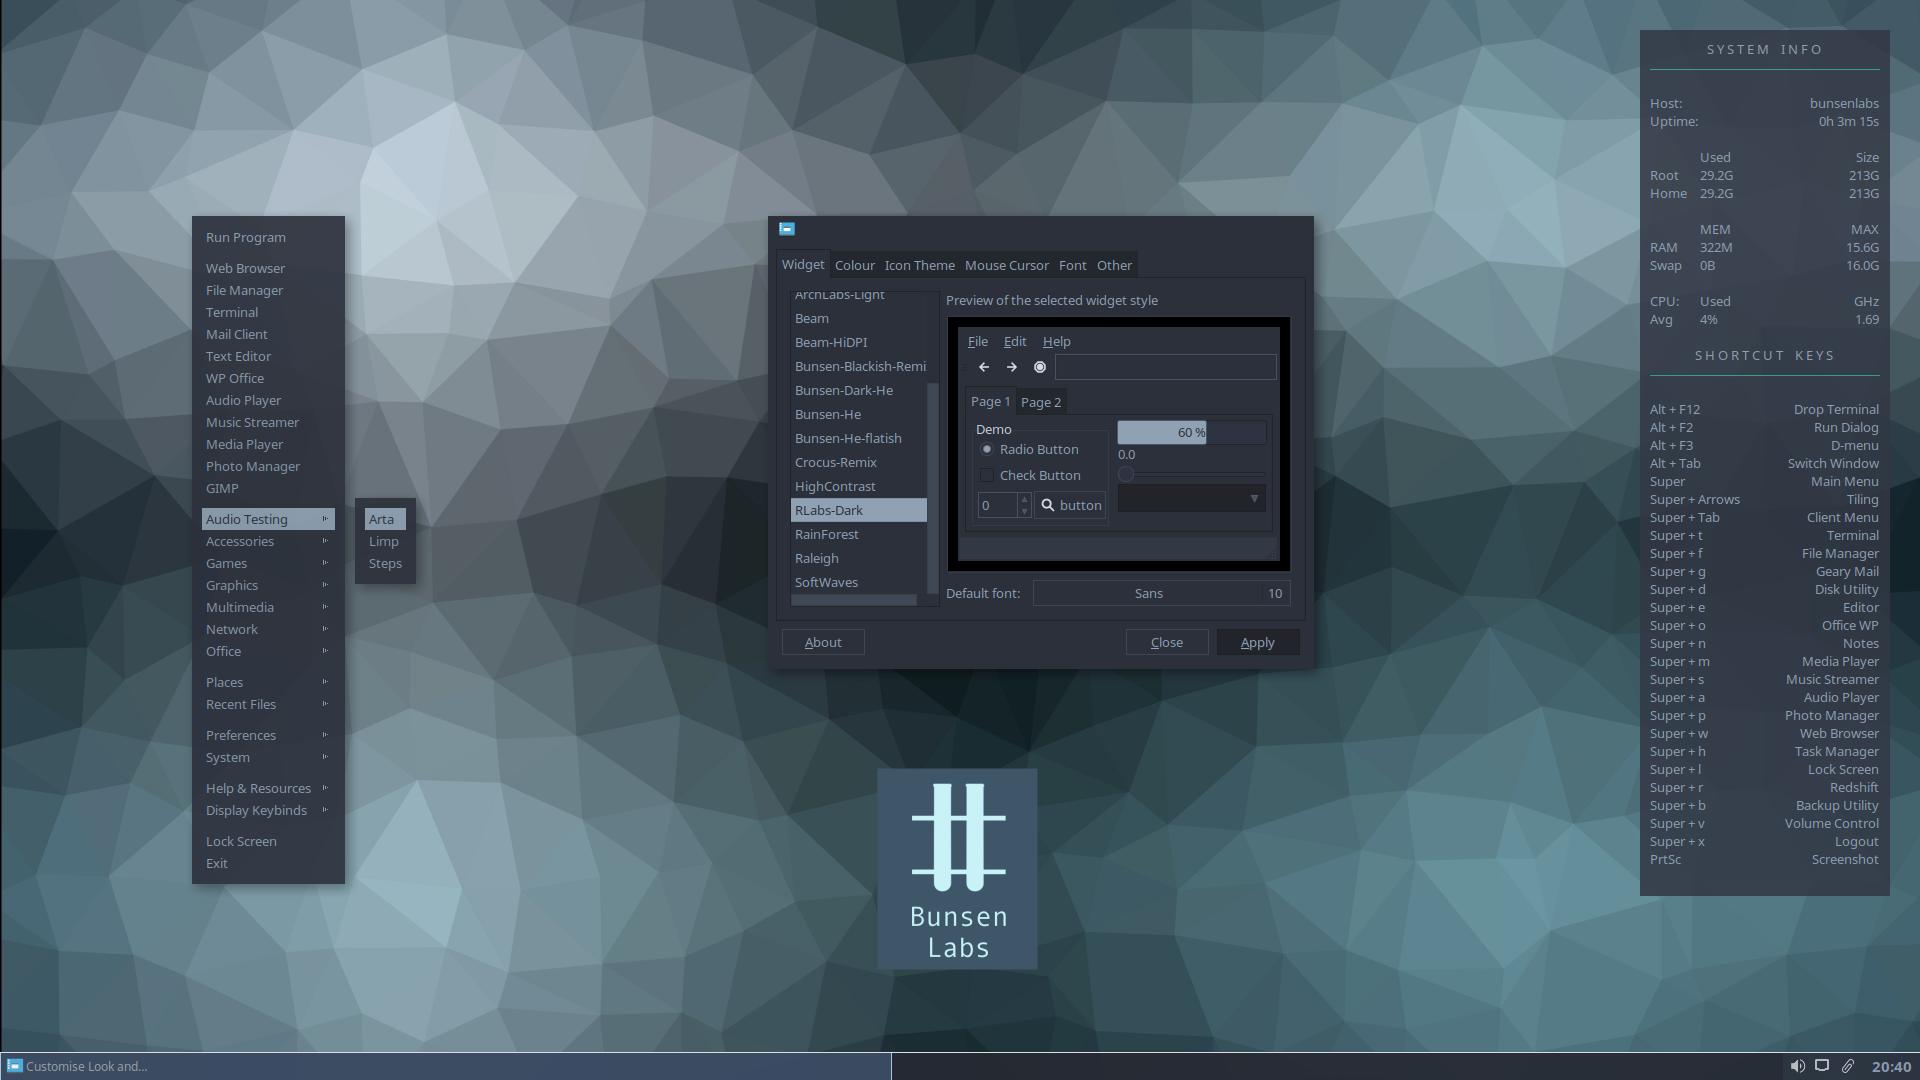 Run Program
Web Browser
File Manager
Terminal
Mail Client
Text Editor
WP Office
Audio Player
Music Streamer
Media Player
Photo Manager
GIMP
Audio Testing
Accessories
Games
Graphics
Multimedia
Network
Office
Places
Recent Files
Preferences
System
Help & Resources
Display Keybinds
Lock Screen
Exit
Arta
Limp
Steps
Widget Colour Icon Theme Mouse Cursor Font Other
ArchLabs-Light
Beam
Beam-HiDPI
Bunsen-Blackish-Remi
Bunsen-Dark-He
Bunsen-He
Bunsen-He-flatish
Crocus-Remix
HighContrast
RLabs-Dark
RainForest
Raleigh
SoftWaves
Preview of the selected widget style
File Edit Help
Page 1 Page 2
Demo
Radio Button
Check Button
0 button
60 %
0.0
Default font: Sans 10
About Close Apply
Bunsen
Labs
SYSTEM INFO
Host: bunsenlabs
Uptime: 0h 3m 15s
Used Size
Root 29.2G 213G
Home 29.2G 213G
MEM MAX
RAM 322M 15.6G
Swap 0B 16.0G
CPU: Used GHz
Avg 4% 1.69
SHORTCUT KEYS
Alt + F12 Drop Terminal
Alt + F2 Run Dialog
Alt + F3 D-menu
Alt + Tab Switch Window
Super Main Menu
Super + Arrows Tiling
Super + Tab Client Menu
Super + t Terminal
Super + f File Manager
Super + g Geary Mail
Super + d Disk Utility
Super + e Editor
Super + o Office WP
Super + n Notes
Super + m Media Player
Super + s Music Streamer
Super + a Audio Player
Super + p Photo Manager
Super + w Web Browser
Super + h Task Manager
Super + l Lock Screen
Super + r Redshift
Super + b Backup Utility
Super + v Volume Control
Super + x Logout
PrtSc Screenshot
Customise Look and...
20:40